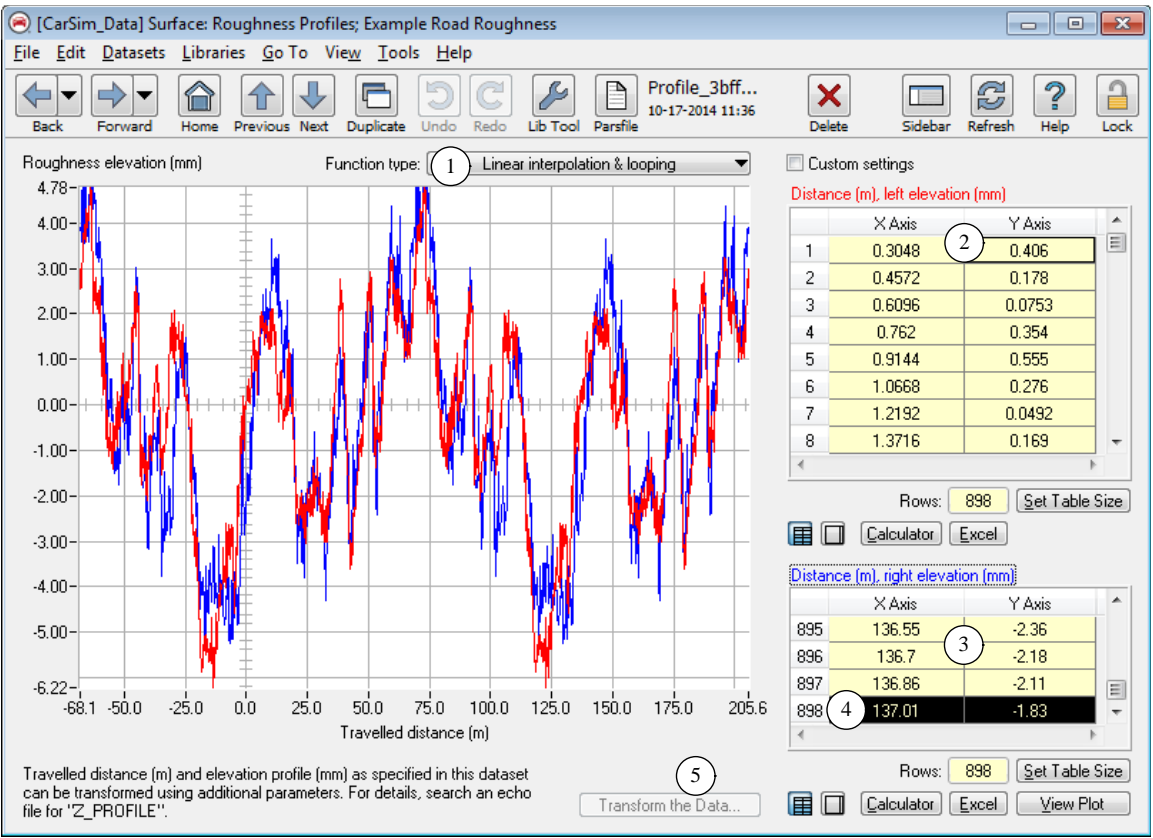 [CarSim_Data] Surface: Roughness Profiles; Example Road Roughness
File Edit Datasets Libraries Go To View Tools Help
Back Forward Home Previous Next Duplicate Undo Redo Lib Tool Parsfile Profile_3bff... 10-17-2014 11:36 Delete Sidebar Refresh Help Lock
Roughness elevation (mm)
Function type: 1 Linear interpolation & looping
4.78
4.00
3.00
2.00
1.00
0.00
-1.00
-2.00
-3.00
-4.00
-5.00
-6.22
-68.1 -50.0 -25.0 0.0 25.0 50.0 75.0 100.0 125.0 150.0 175.0 205.6
Travelled distance (m)
Travelled distance (m) and elevation profile (mm) as specified in this dataset
can be transformed using additional parameters. For details, search an echo
file for "Z_PROFILE".
5
Transform the Data...
Custom settings
Distance (m), left elevation (mm)
X Axis Y Axis
2
1 0.3048 0.406
2 0.4572 0.178
3 0.6096 0.0753
4 0.762 0.354
5 0.9144 0.555
6 1.0668 0.276
7 1.2192 0.0492
8 1.3716 0.169
Rows: 898 Set Table Size
Calculator Excel
Distance (m), right elevation (mm)
X Axis Y Axis
895 136.55 -2.36
3
896 136.7 -2.18
897 136.86 -2.11
898 4 137.01 -1.83
Rows: 898 Set Table Size
Calculator Excel View Plot